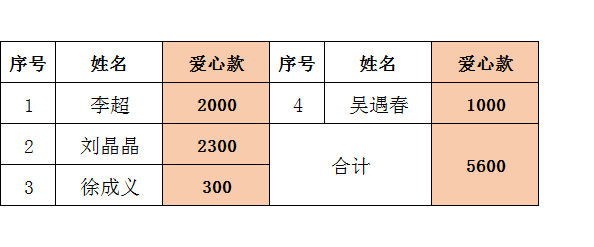 序号 姓名 爱心款 序号 姓名 爱心款
1 李超 2000 4 吴遇春 1000
2 刘晶晶 2300 合计 5600
3 徐成义 300